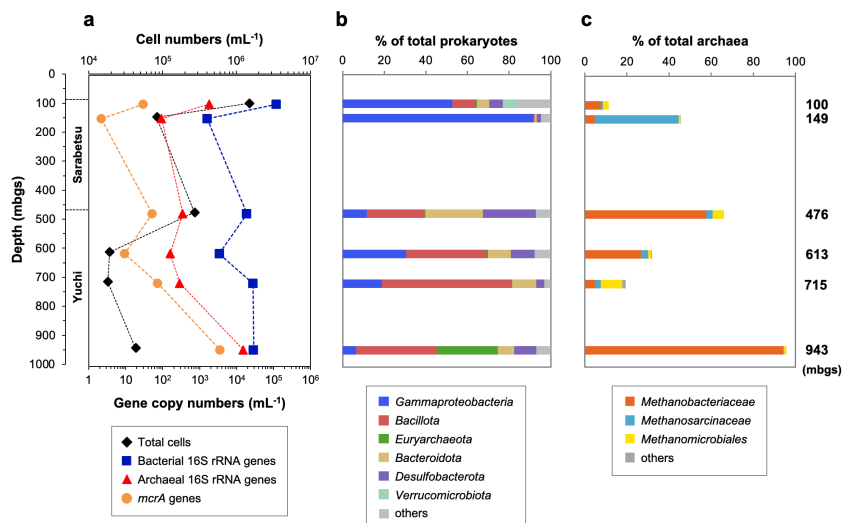 a
b
c
Cell numbers (mL⁻¹)
% of total prokaryotes
% of total archaea
10⁴ 10⁵ 10⁶ 10⁷
0 20 40 60 80 100
0 20 40 60 80 100
0
100
200
300
400
500
600
700
800
900
1000
Depth (mbgs)
Sarabetsu
Yuchi
100
149
476
613
715
943
(mbgs)
1 10 10² 10³ 10⁴ 10⁵ 10⁶
Gene copy numbers (mL⁻¹)
Total cells
Bacterial 16S rRNA genes
Archaeal 16S rRNA genes
mcrA genes
Gammaproteobacteria
Bacillota
Euryarchaeota
Bacteroidota
Desulfobacterota
Verrucomicrobiota
others
Methanobacteriaceae
Methanosarcinaceae
Methanomicrobiales
others